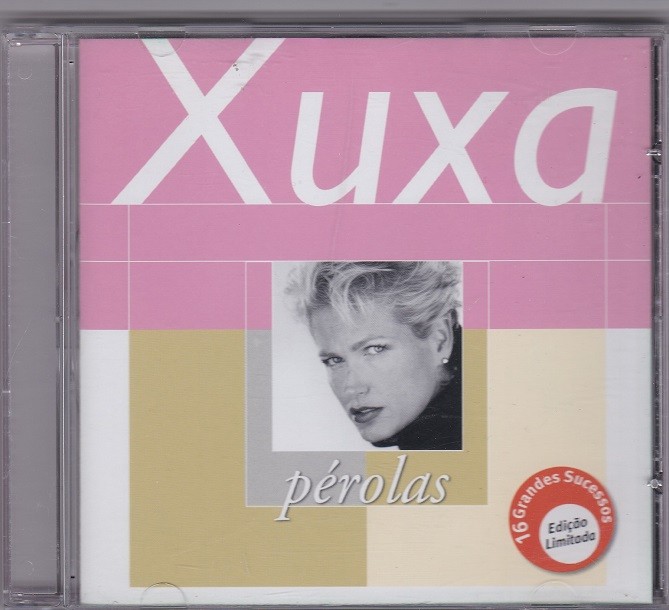 Xuxa
pérolas
16 Grandes Sucessos
Edição
Limitada